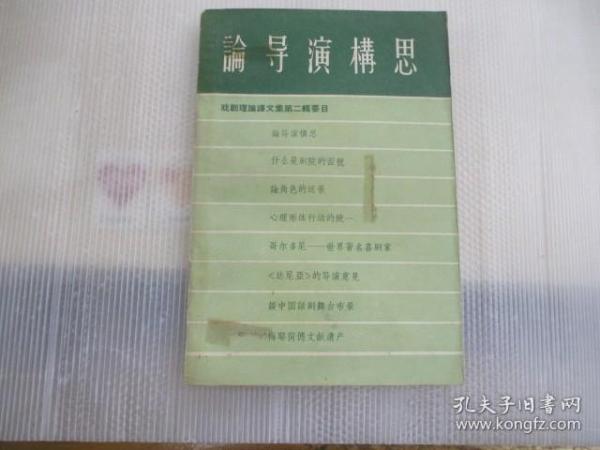 論导演構思
戏剧理論譯文集第二輯要目
論导演構思
什么是剧院的面貌
論角色的远景
心理形体行动的統一
哥尔多尼——世界著名喜剧家
《达尼亞》的导演意見
談中国話剧舞台布景
梅耶荷德文献遺产
孔夫子旧书网
www.kongfz.com